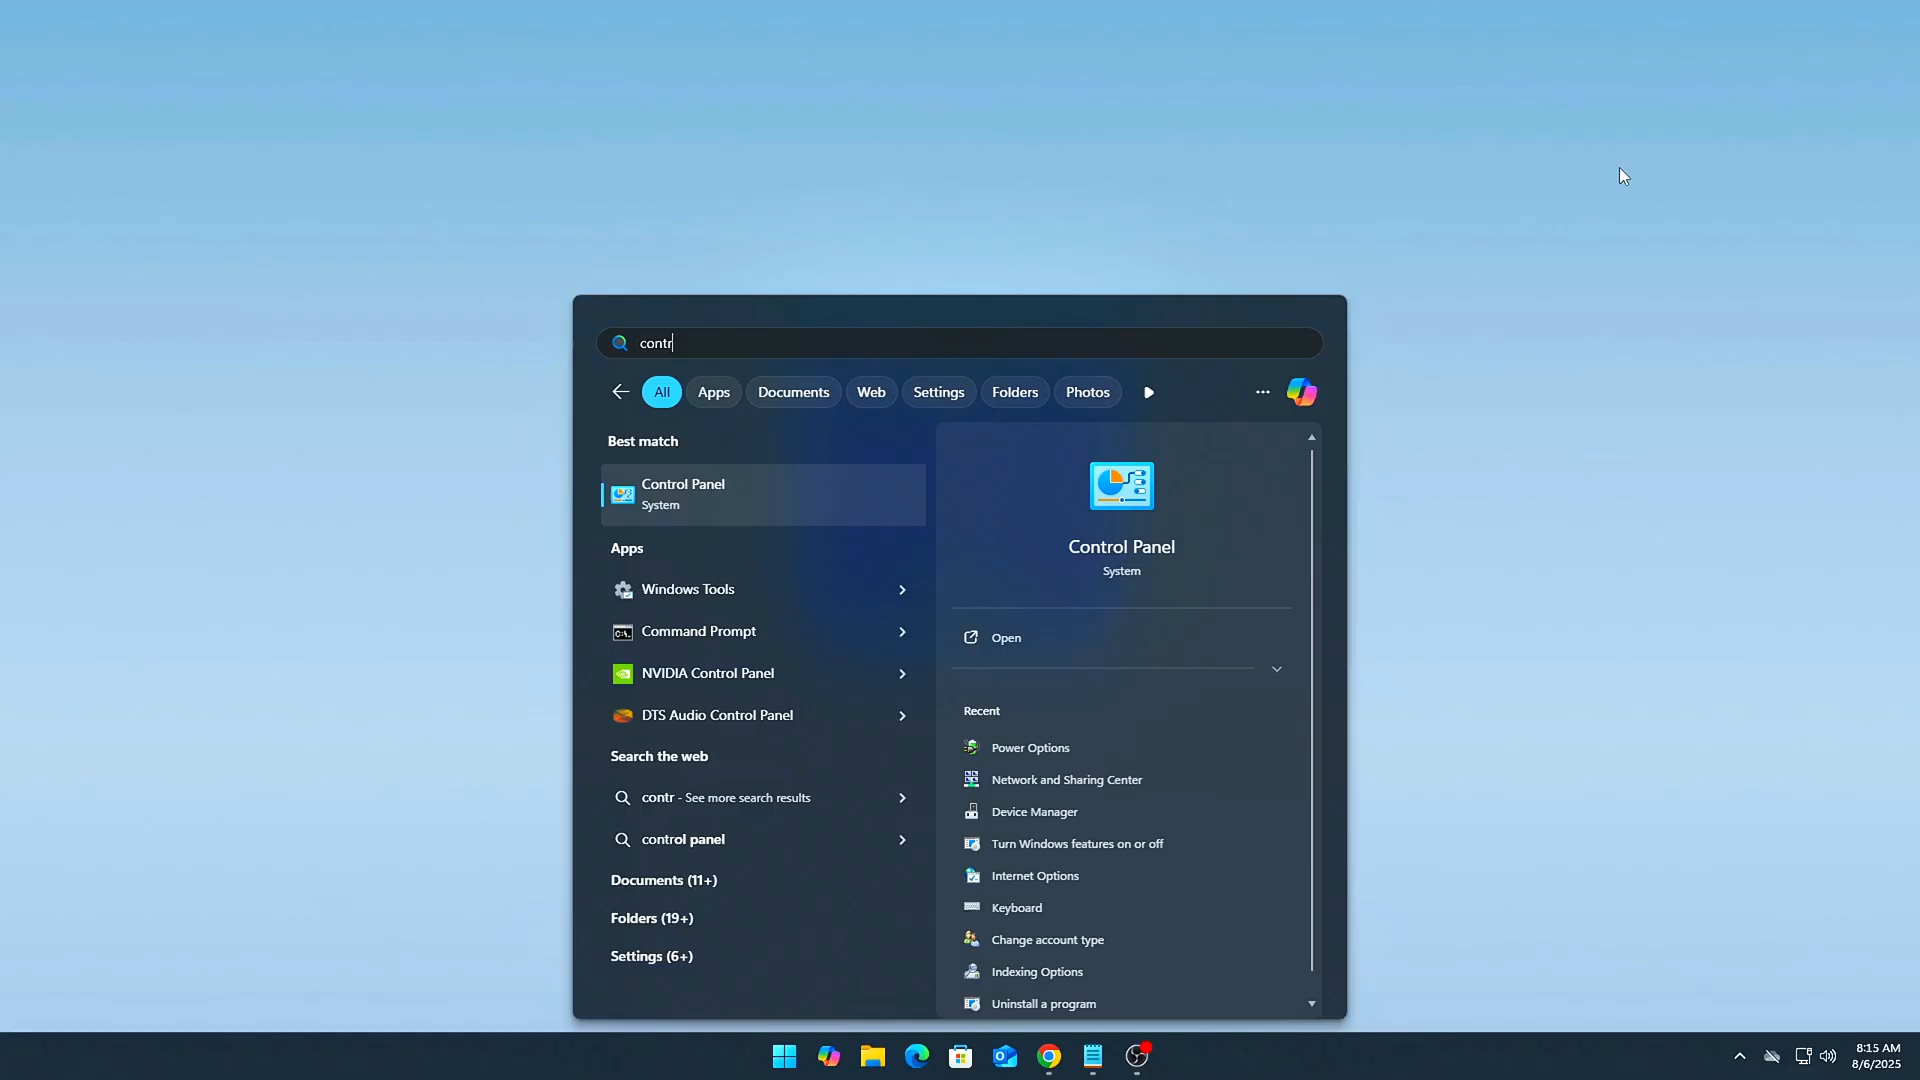 contr
All
Apps
Documents
Web
Settings
Folders
Photos
Best match
Control Panel
System
Apps
Windows Tools
Command Prompt
NVIDIA Control Panel
DTS Audio Control Panel
Search the web
contr - See more search results
control panel
Documents (11+)
Folders (19+)
Settings (6+)
Control Panel
System
Open
Recent
Power Options
Network and Sharing Center
Device Manager
Turn Windows features on or off
Internet Options
Keyboard
Change account type
Indexing Options
Uninstall a program
8:15 AM
8/6/2025